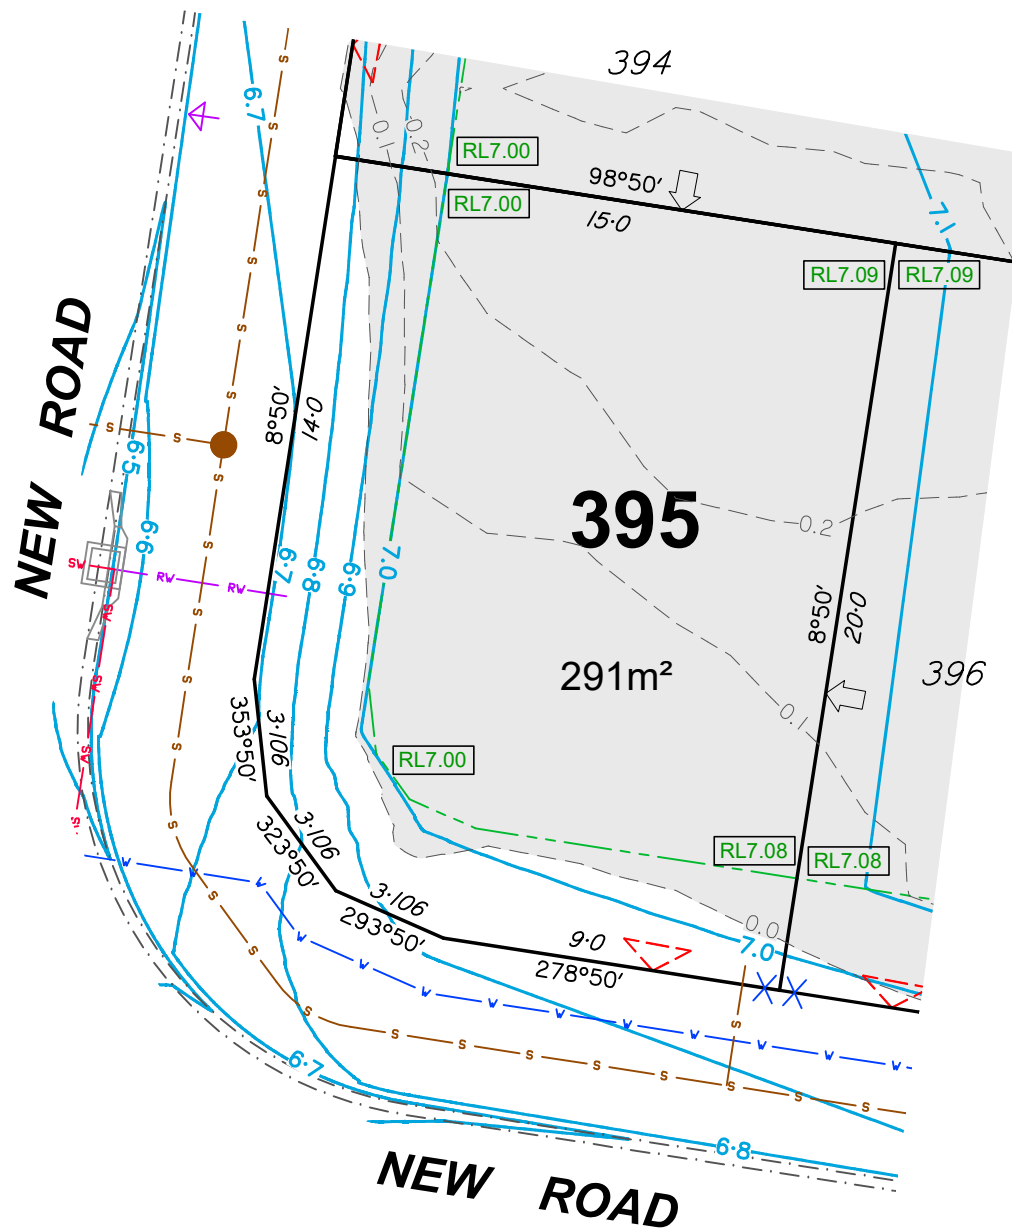 394
6.7
0.1
0.2
RL7.00
RL7.00
98°50'
15·0
7.1
RL7.09
RL7.09
NEW ROAD
8°50'
14·0
S
S
S
S
S
S
S
S
S
S
6·5
6·6
395
0.2
SW
RW
RW
AS
AS
AS
AS
6·7
6·8
6·9
7.0
8°50'
20·0
291m²
396
0.1
353°50'
3·106
RL7.00
323°50'
3·106
RL7.08
RL7.08
W
W
W
W
W
W
W
W
W
W
W
W
293°50'
3·106
9·0
278°50'
0.0
7.0
S
S
S
S
S
S
S
S
S
S
S
S
S
6·7
6·8
NEW ROAD